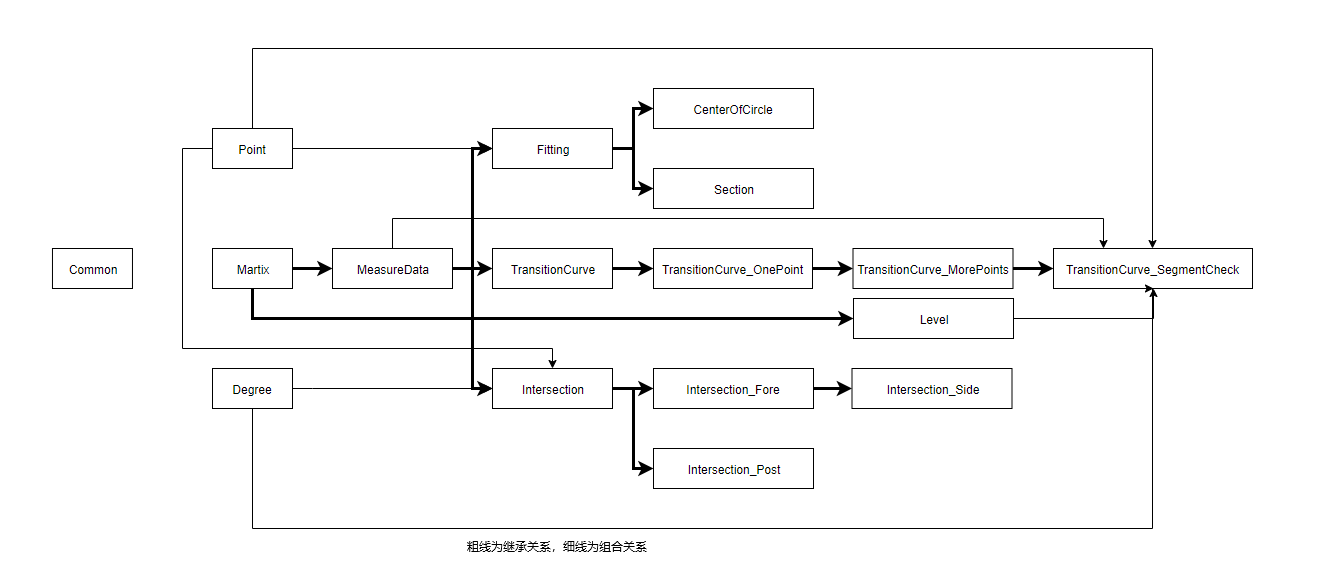 CenterOfCircle
Point
Fitting
Section
Common
Martix
MeasureData
TransitionCurve
TransitionCurve_OnePoint
TransitionCurve_MorePoints
TransitionCurve_SegmentCheck
Level
Degree
Intersection
Intersection_Fore
Intersection_Side
Intersection_Post
粗线为继承关系，细线为组合关系